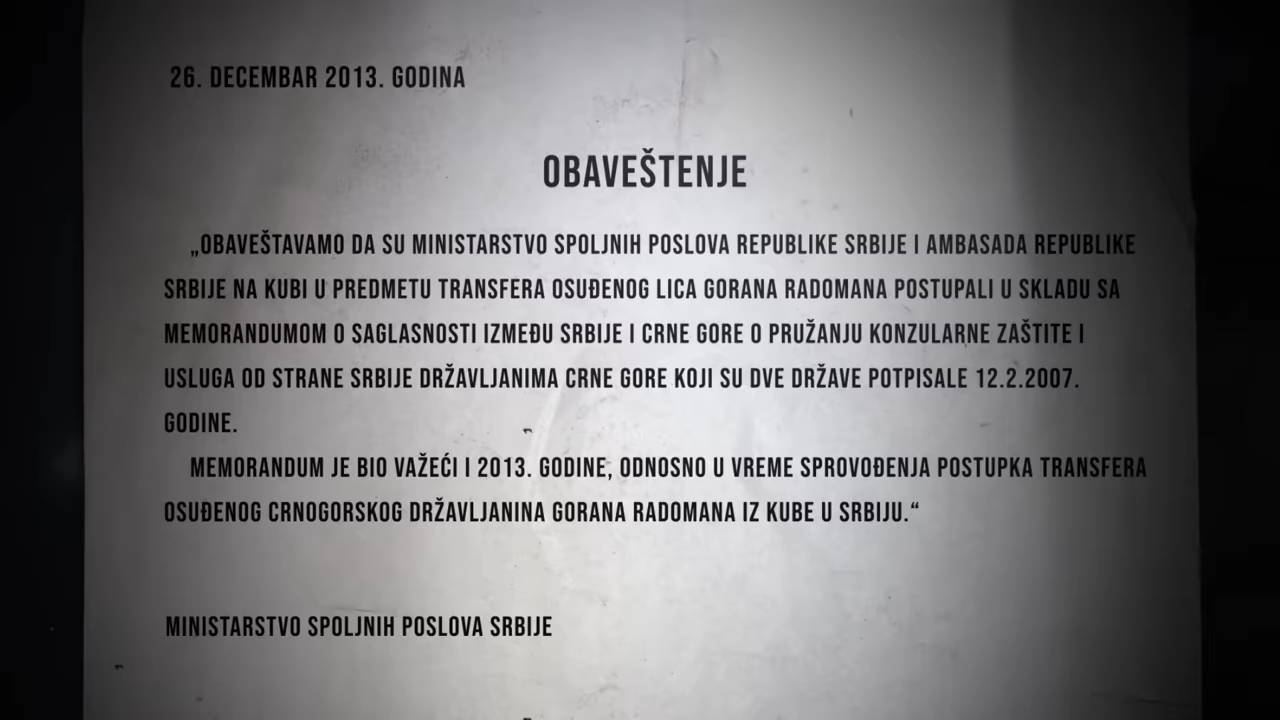 26. DECEMBAR 2013. GODINA
OBAVEŠTENJE
„OBAVEŠTAVAMO DA SU MINISTARSTVO SPOLJNIH POSLOVA REPUBLIKE SRBIJE I AMBASADA REPUBLIKE
SRBIJE NA KUBI U PREDMETU TRANSFERA OSUĐENOG LICA GORANA RADOMANA POSTUPALI U SKLADU SA
MEMORANDUMOM O SAGLASNOSTI IZMEĐU SRBIJE I CRNE GORE O PRUŽANJU KONZULARNE ZAŠTITE I
USLUGA OD STRANE SRBIJE DRŽAVLJANIMA CRNE GORE KOJI SU DVE DRŽAVE POTPISALE 12.2.2007.
GODINE.
MEMORANDUM JE BIO VAŽEĆI I 2013. GODINE, ODNOSNO U VREME SPROVOĐENJA POSTUPKA TRANSFERA
OSUĐENOG CRNOGORSKOG DRŽAVLJANINA GORANA RADOMANA IZ KUBE U SRBIJU.“
MINISTARSTVO SPOLJNIH POSLOVA SRBIJE